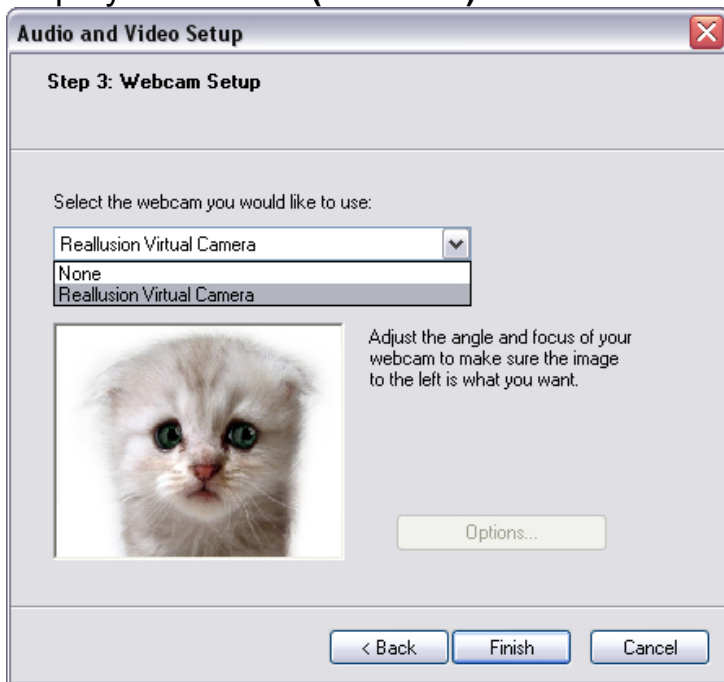 Audio and Video Setup
Step 3: Webcam Setup
Select the webcam you would like to use:
Reallusion Virtual Camera
None
Reallusion Virtual Camera
Adjust the angle and focus of your
webcam to make sure the image
to the left is what you want.
Options...
< Back Finish Cancel